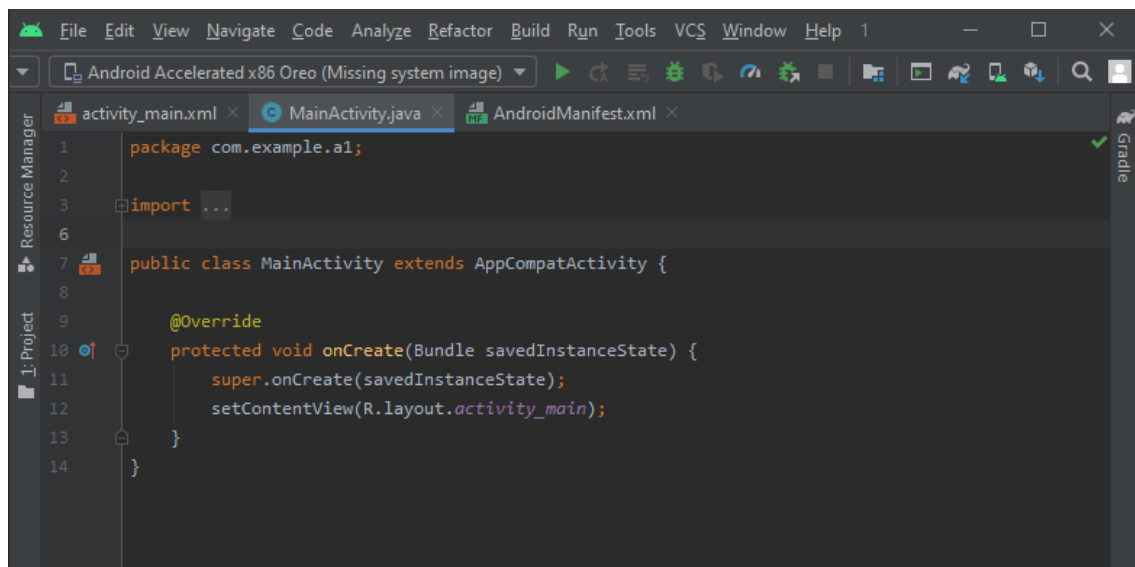 File Edit View Navigate Code Analyze Refactor Build Run Tools VCS Window Help 1
Android Accelerated x86 Oreo (Missing system image)
activity_main.xml MainActivity.java AndroidManifest.xml
Resource Manager
1: Project
Gradle
1 package com.example.a1;
2
3 import ...
6
7 public class MainActivity extends AppCompatActivity {
8
9 @Override
10 protected void onCreate(Bundle savedInstanceState) {
11 super.onCreate(savedInstanceState);
12 setContentView(R.layout.activity_main);
13 }
14 }